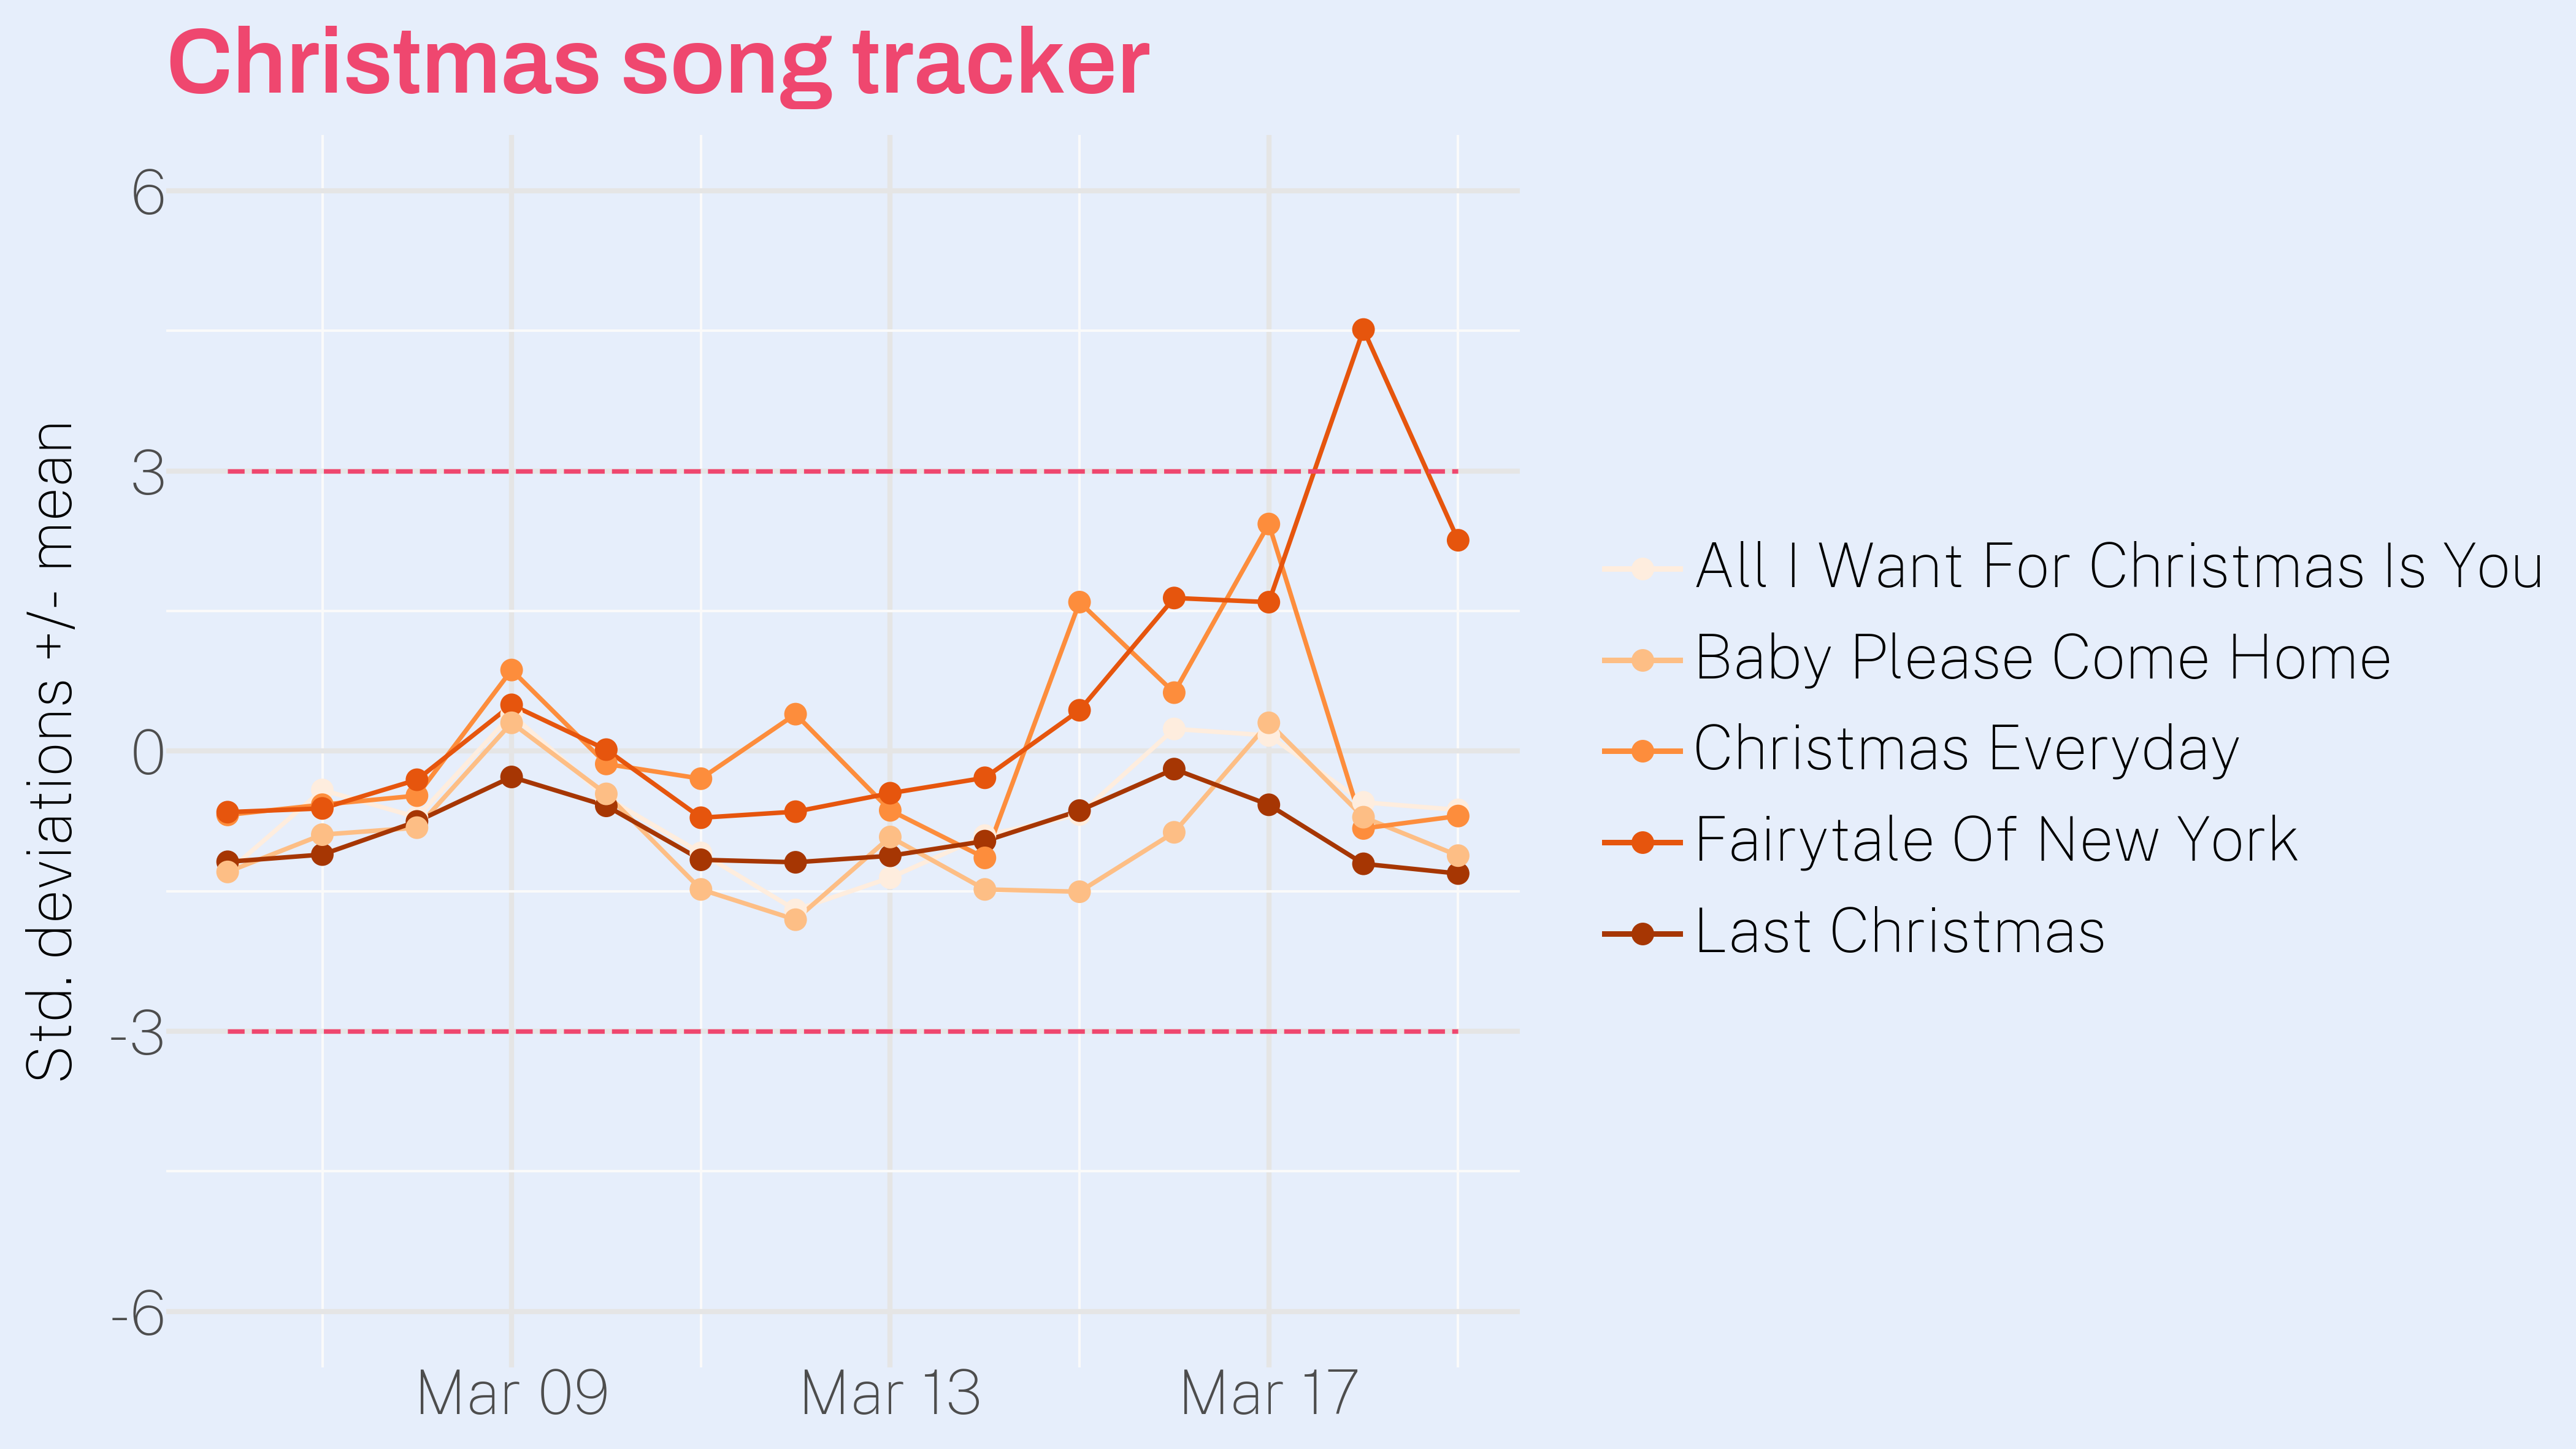 Christmas song tracker
Std. deviations +/- mean
6
3
0
-3
-6
Mar 09
Mar 13
Mar 17
All I Want For Christmas Is You
Baby Please Come Home
Christmas Everyday
Fairytale Of New York
Last Christmas